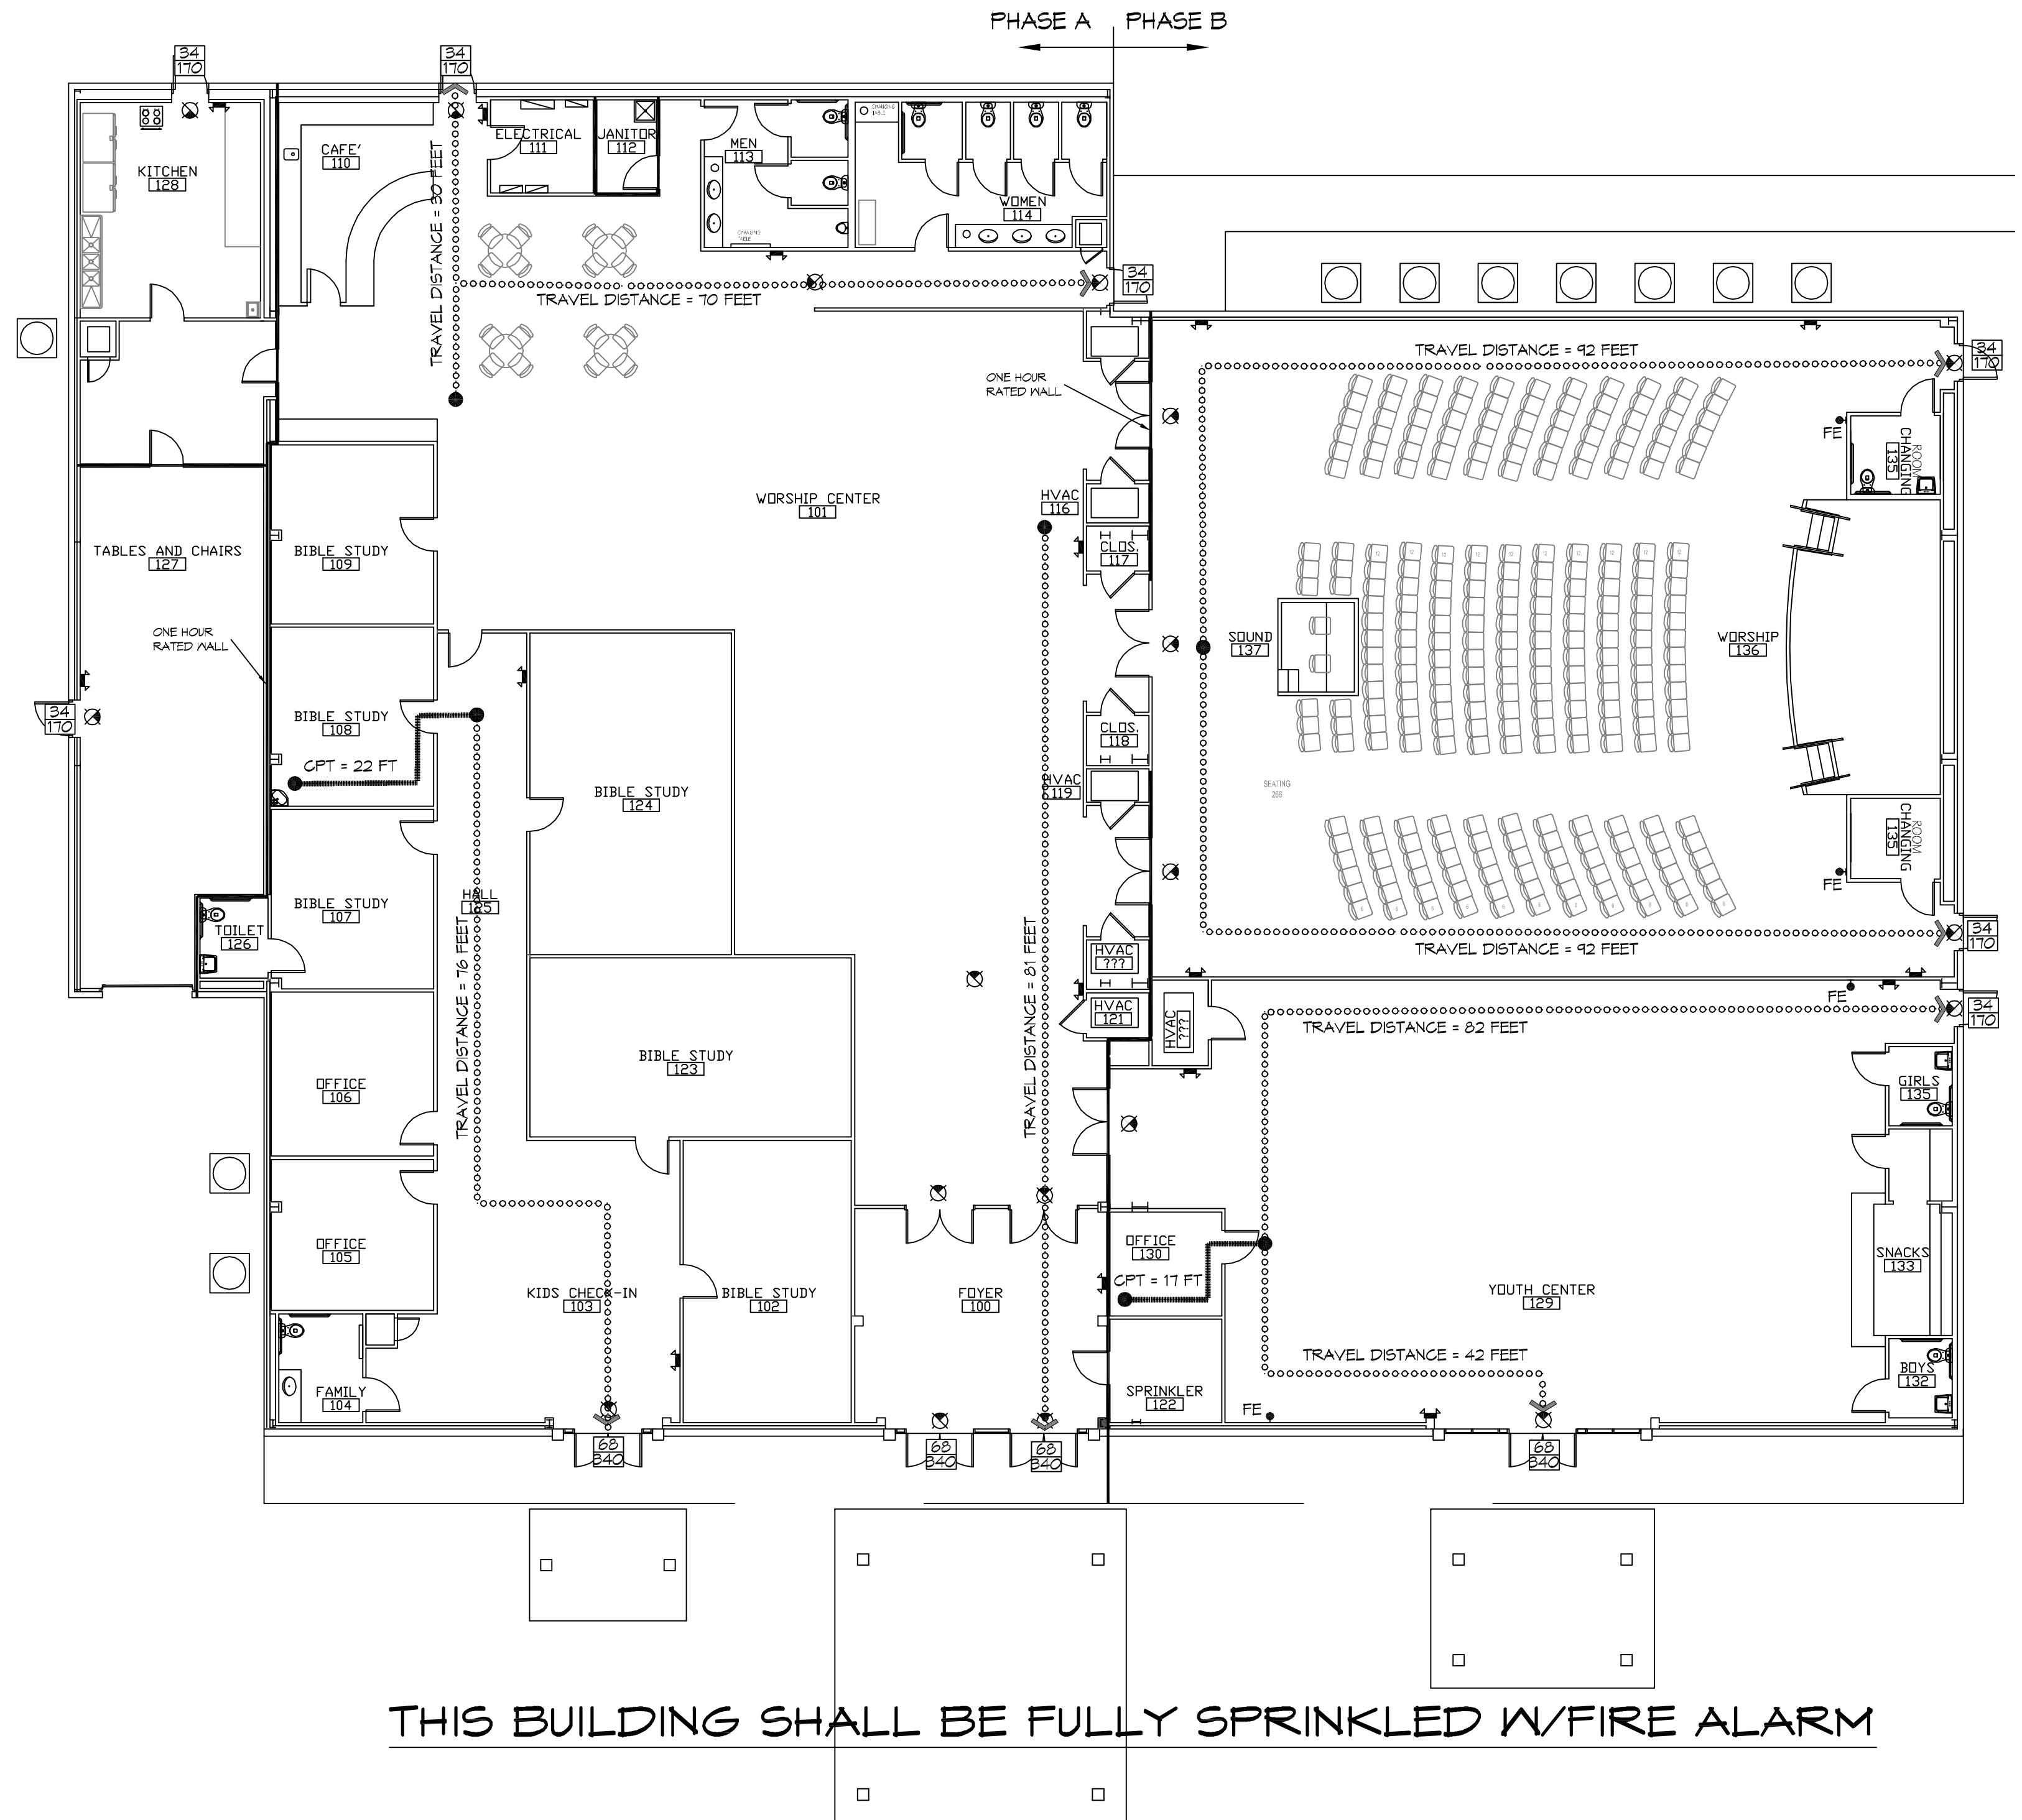 PHASE A
PHASE B
34
170
34
170
KITCHEN
128
CAFE'
110
TRAVEL DISTANCE = 30 FEET
ELECTRICAL
111
JANITOR
112
MEN
113
CHANGING
TABLE
CHANGING
TABLE
WOMEN
114
TRAVEL DISTANCE = 70 FEET
34
170
ONE HOUR
RATED WALL
TRAVEL DISTANCE = 92 FEET
34
170
FE
CHANGING
ROOM
135
WORSHIP CENTER
101
HVAC
116
CLOS.
117
TABLES AND CHAIRS
127
BIBLE STUDY
109
ONE HOUR
RATED WALL
SOUND
137
WORSHIP
136
34
170
BIBLE STUDY
108
CPT = 22 FT
CLOS.
118
HVAC
119
BIBLE STUDY
124
SEATING
266
CHANGING
ROOM
135
FE
BIBLE STUDY
107
HALL
125
TOILET
126
TRAVEL DISTANCE = 76 FEET
TRAVEL DISTANCE = 81 FEET
TRAVEL DISTANCE = 92 FEET
34
170
HVAC
???
HVAC
121
HVAC
???
FE
34
170
TRAVEL DISTANCE = 82 FEET
BIBLE STUDY
123
OFFICE
106
GIRLS
135
OFFICE
105
OFFICE
130
CPT = 17 FT
SNACKS
133
KIDS CHECK-IN
103
BIBLE STUDY
102
FOYER
100
YOUTH CENTER
129
TRAVEL DISTANCE = 42 FEET
FAMILY
104
SPRINKLER
122
BOYS
132
FE
68
340
68
340
68
340
68
340
THIS BUILDING SHALL BE FULLY SPRINKLED W/FIRE ALARM